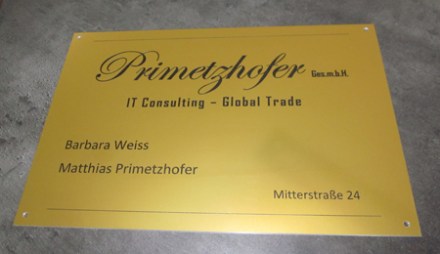 Primetzhofer Ges.m.b.H.
IT Consulting – Global Trade
Barbara Weiss
Matthias Primetzhofer
Mitterstraße 24